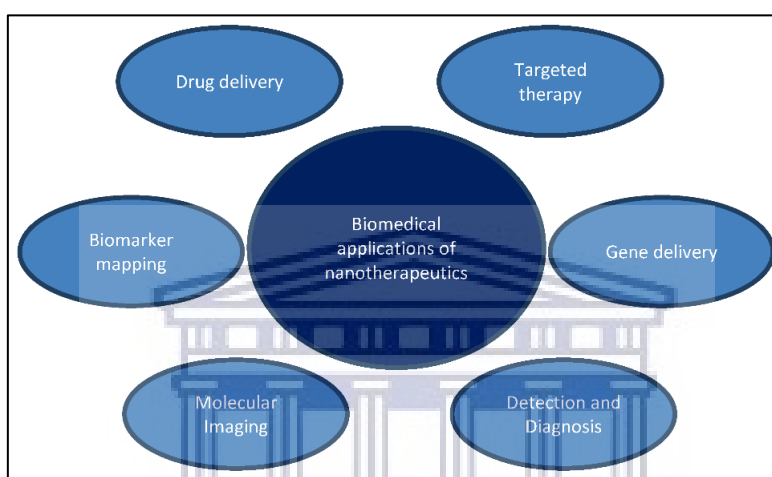 Drug delivery
Targeted
therapy
Biomarker
mapping
Biomedical
applications of
nanotherapeutics
Gene delivery
Molecular
Imaging
Detection and
Diagnosis